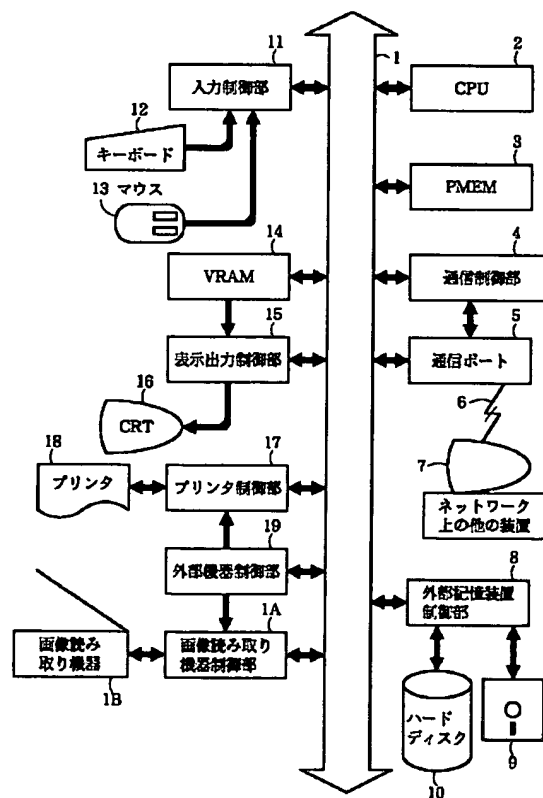 11
入力制御部
12
キーボード
13 マウス
14
VRAM
15
表示出力制御部
16
CRT
17
18
プリンタ
プリンタ制御部
19
外部機器制御部
1A
画像読み
取り機器
1B
画像読み取り
機器制御部
1
2
CPU
3
PMEM
4
通信制御部
5
通信ポート
6
7
ネットワーク
上の他の装置
8
外部記憶装置
制御部
ハード
ディスク
10
9